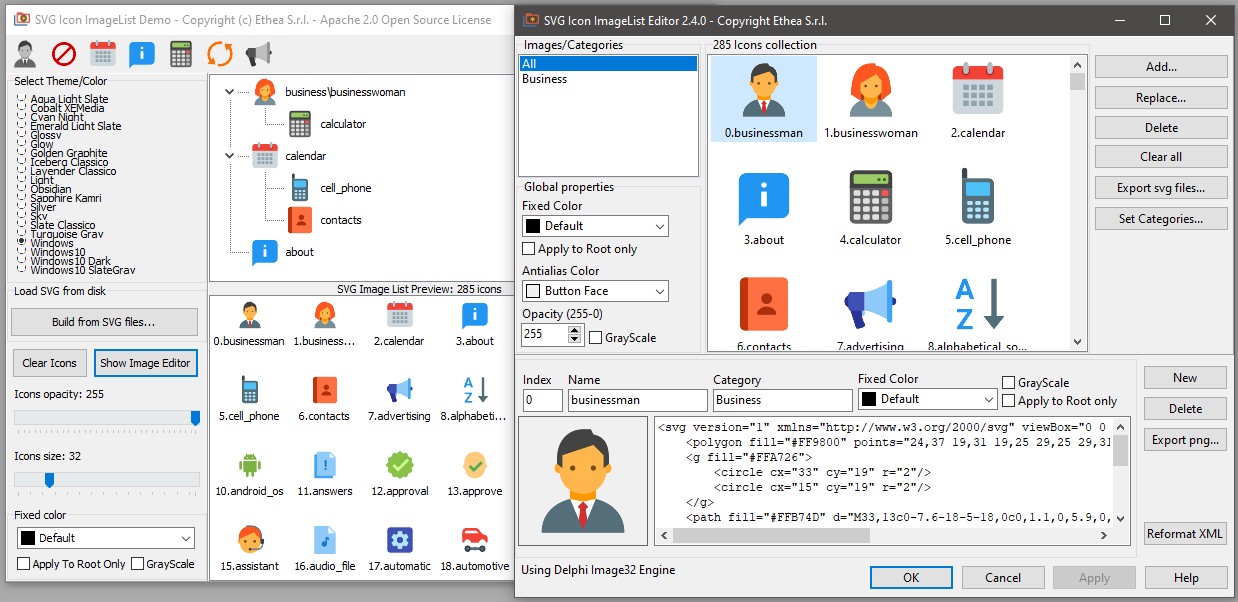 SVG Icon ImageList Demo - Copyright (c) Ethea S.r.l. - Apache 2.0 Open Source License
Select Theme/Color
Aqua Light Slate
Cobalt XEMedia
Cyan Night
Emerald Light Slate
Glossy
Glow
Golden Graphite
Iceberg Classico
Lavender Classico
Light
Obsidian
Sapphire Kamri
Silver
Sky
Slate Classico
Turquoise Gray
Windows
Windows10
Windows10 Dark
Windows10 SlateGray
Load SVG from disk
Build from SVG files...
Clear Icons
Show Image Editor
Icons opacity: 255
Icons size: 32
Fixed color
Default
Apply To Root Only
GrayScale
business\businesswoman
calculator
calendar
cell_phone
contacts
about
SVG Image List Preview: 285 icons
0.businessman
1.business...
2.calendar
3.about
5.cell_phone
6.contacts
7.advertising
8.alphabeti...
10.android_os
11.answers
12.approval
13.approve
15.assistant
16.audio_file
17.automatic
18.automotive
SVG Icon ImageList Editor 2.4.0 - Copyright Ethea S.r.l.
Images/Categories
All
Business
Global properties
Fixed Color
Default
Apply to Root only
Antialias Color
Button Face
Opacity (255-0)
255
GrayScale
285 Icons collection
0.businessman
1.businesswoman
2.calendar
3.about
4.calculator
5.cell_phone
6.contacts
7.advertising
8.alphabetical_so...
Add...
Replace...
Delete
Clear all
Export svg files...
Set Categories...
Index
0
Name
businessman
Category
Business
Fixed Color
Default
GrayScale
Apply to Root only
New
Delete
Export png...
<svg version="1" xmlns="http://www.w3.org/2000/svg" viewBox="0 0
<polygon fill="#FF9800" points="24,37 19,31 19,25 29,25 29,31
<g fill="#FFA726">
<circle cx="33" cy="19" r="2"/>
<circle cx="15" cy="19" r="2"/>
</g>
<path fill="#FFB74D" d="M33,13c0-7.6-18-5-18,0c0,1.1,0,5.9,0,
Reformat XML
Using Delphi Image32 Engine
OK
Cancel
Apply
Help